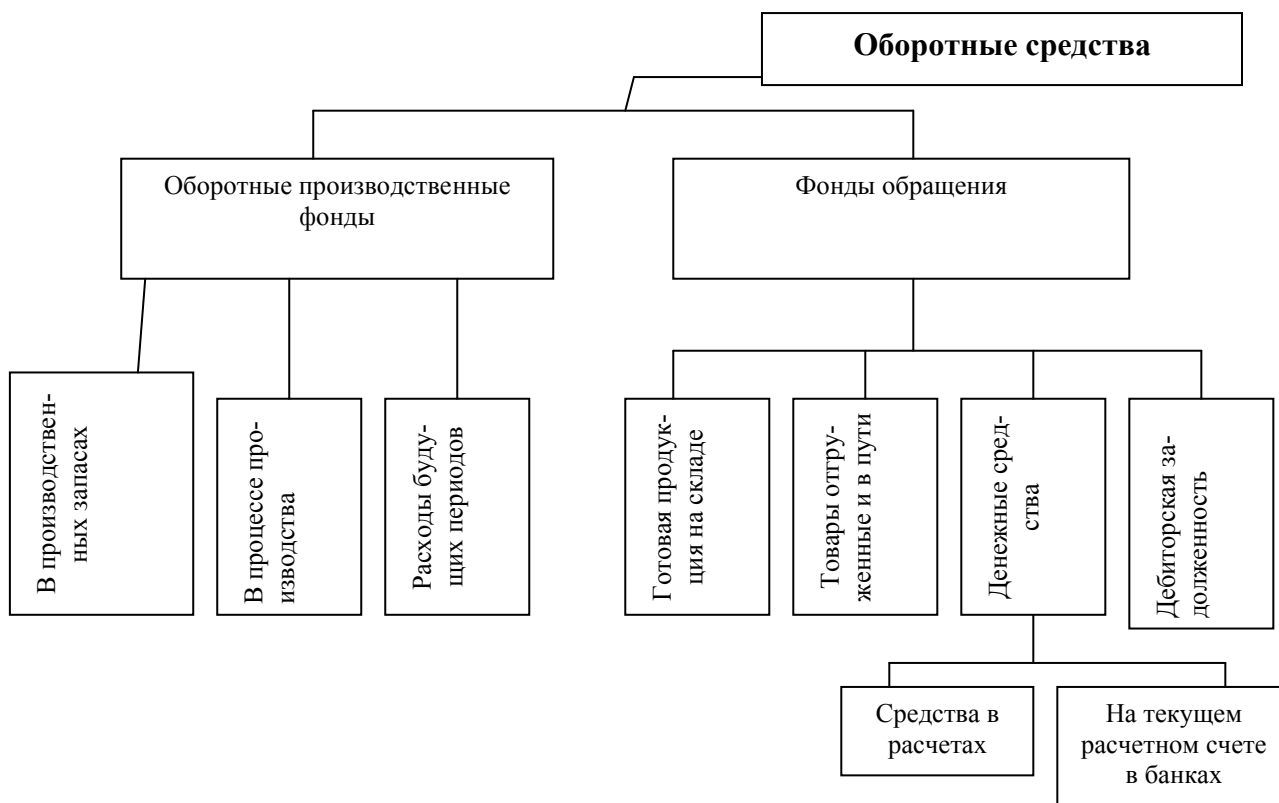 Оборотные средства
Оборотные производственные
фонды
Фонды обращения
В производствен-
ных запасах
В процессе про-
изводства
Расходы буду-
щих периодов
Готовая продук-
ция на складе
Товары отгру-
женные и в пути
Денежные сред-
ства
Дебиторская за-
долженность
Средства в
расчетах
На текущем
расчетном счете
в банках